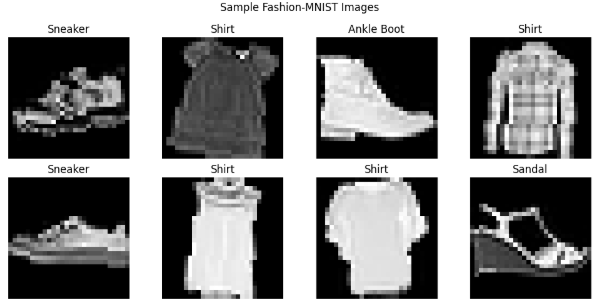 Sample Fashion-MNIST Images
Sneaker
Shirt
Ankle Boot
Shirt
Sneaker
Shirt
Shirt
Sandal